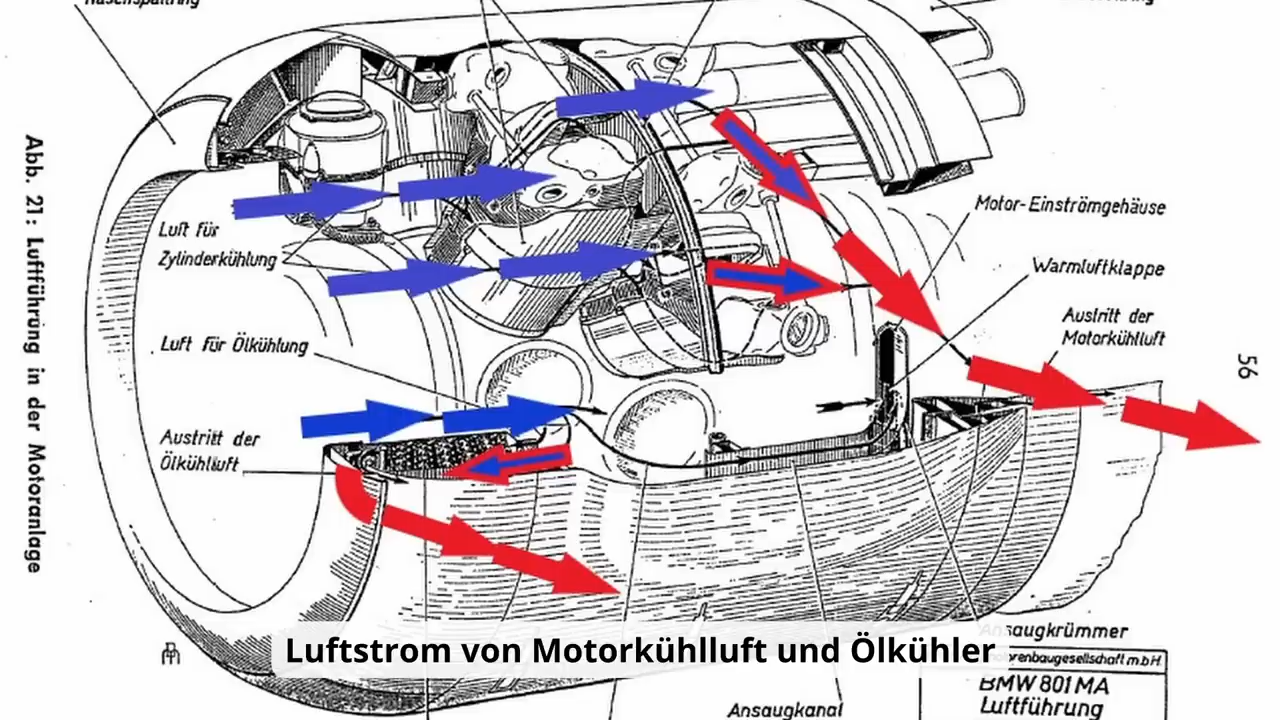 Abb. 21: Luftführung in der Motoranlage
56
Luft für
Zylinderkühlung
Luft für Ölkühlung
Austritt der
Ölkühlluft
Motor-Einströmgehäuse
Warmluftklappe
Austritt der
Motorkühlluft
Ansaugkrümmer
Ansaugkanal
orenbaugesellschaft m.b.H.
BMW 801 MA
Luftführung
Luftstrom von Motorkühlluft und Ölkühler